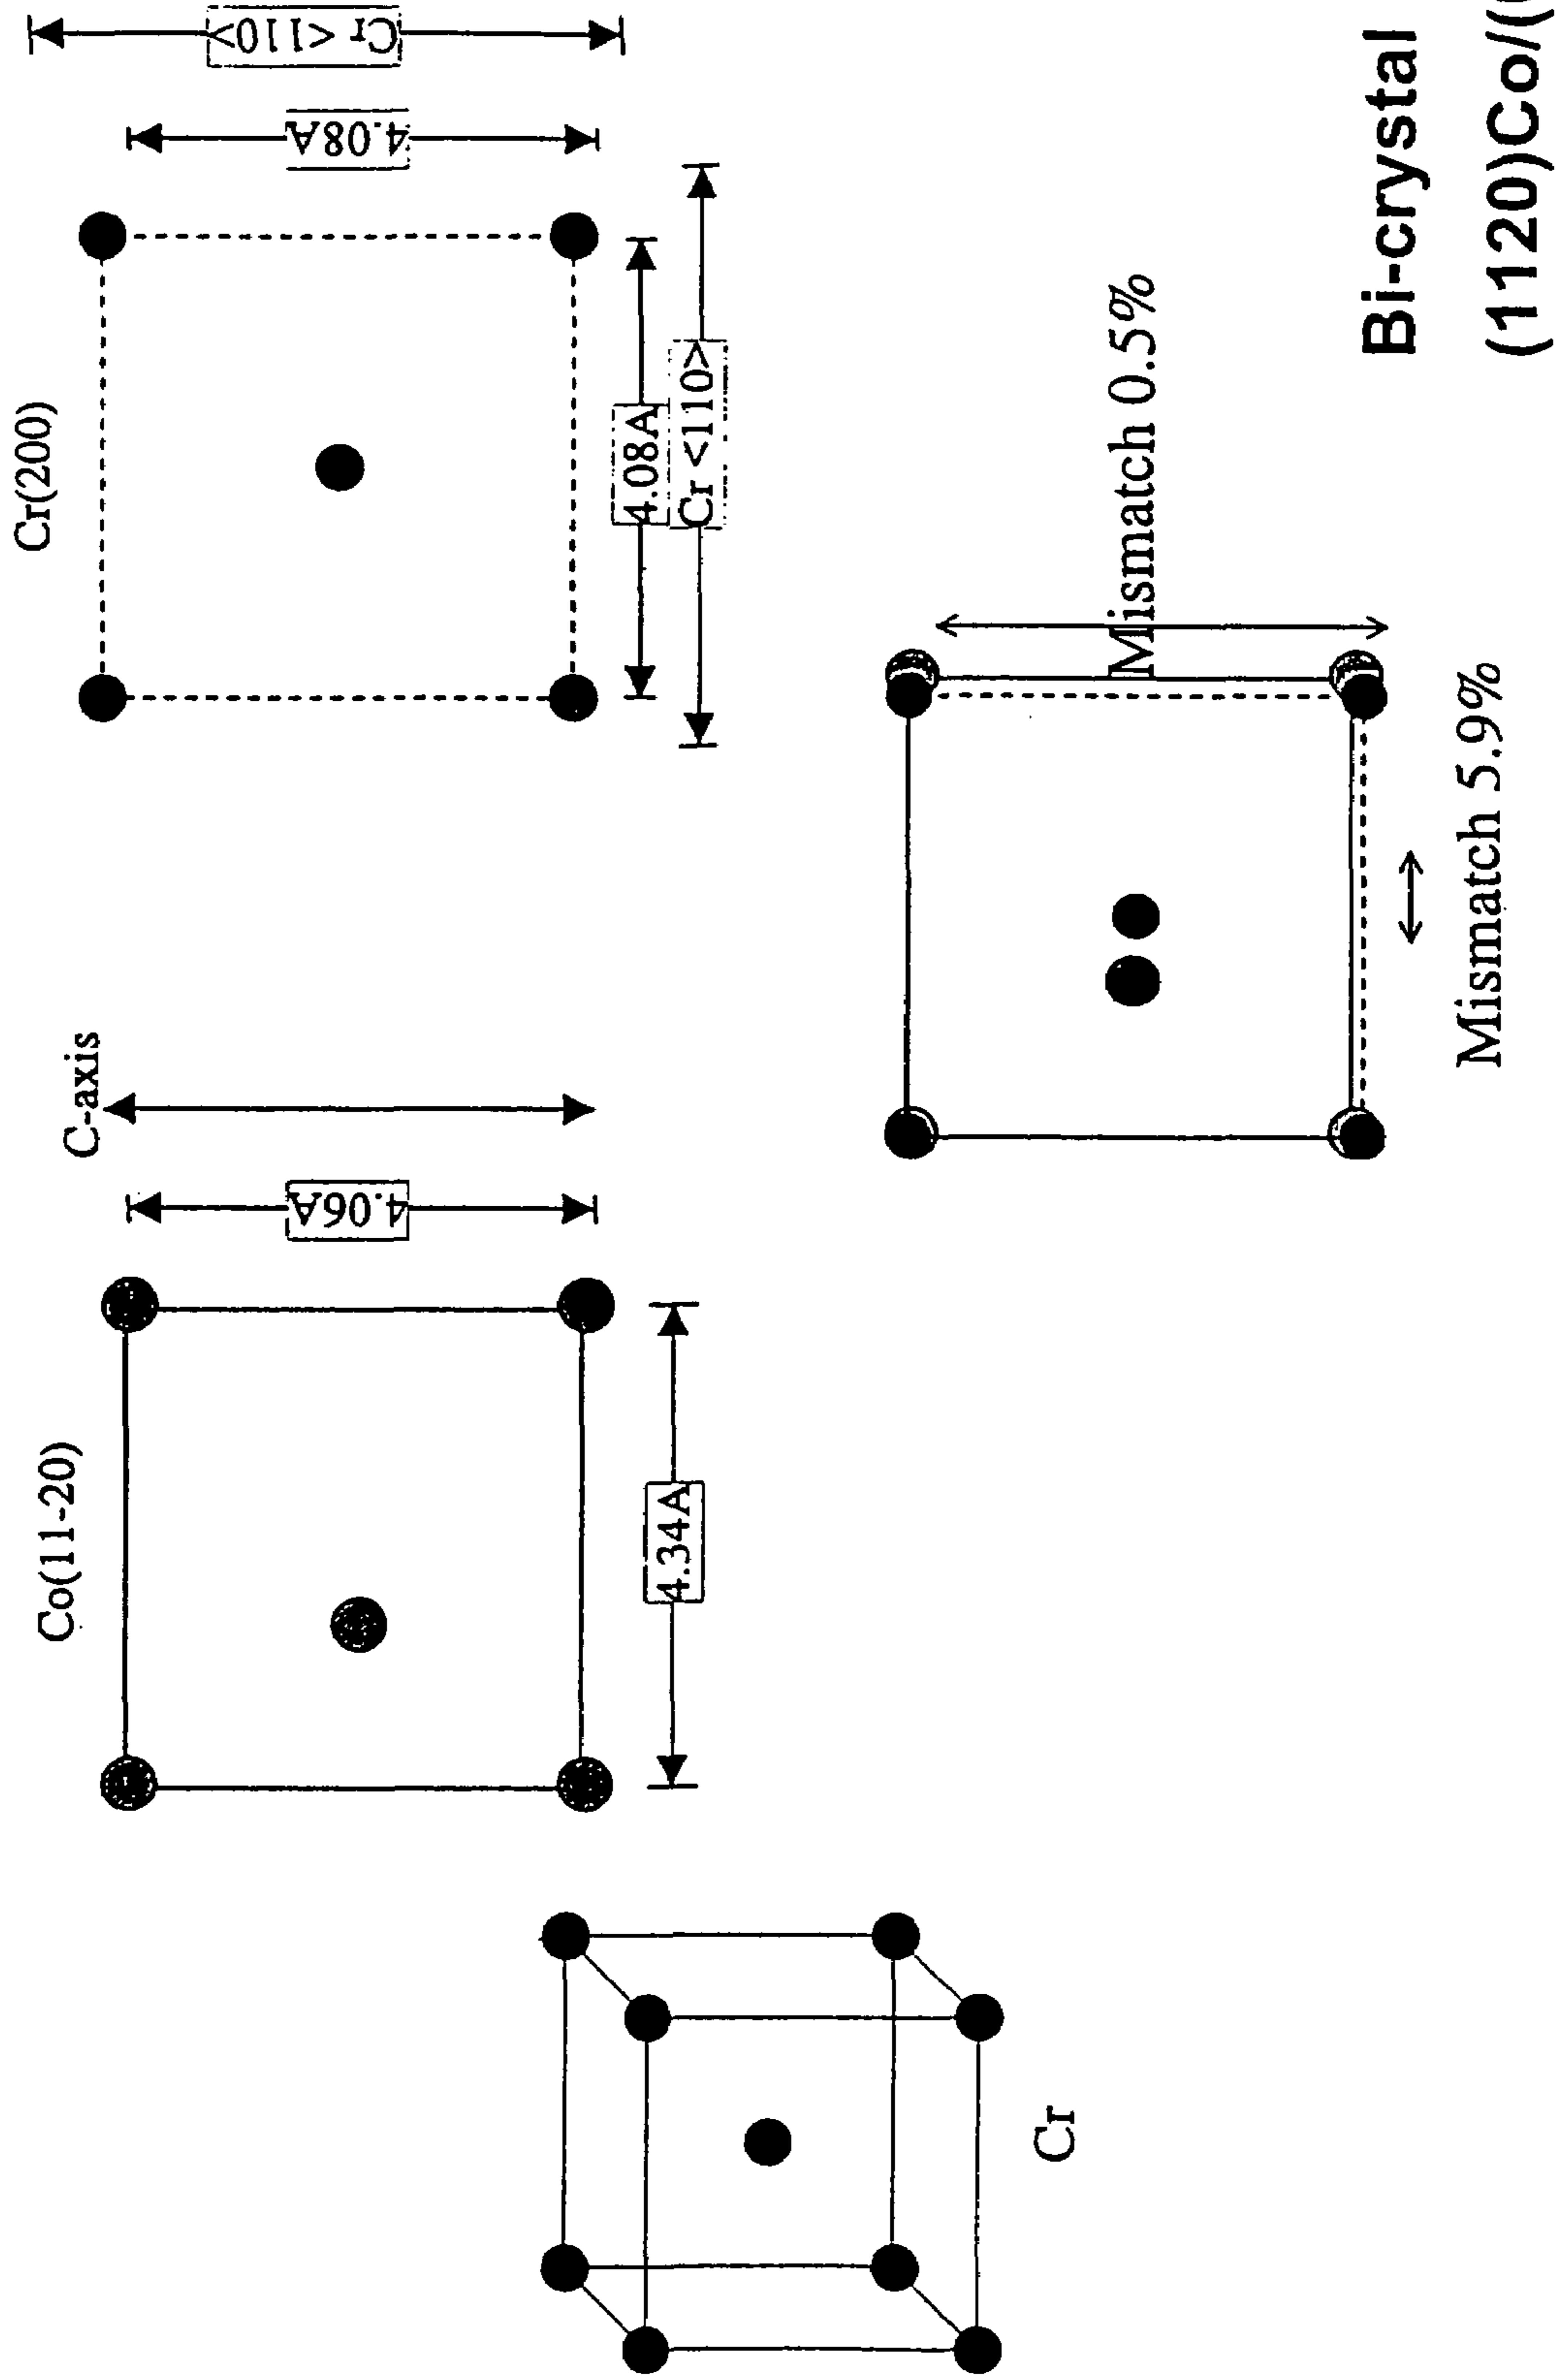 Cr
Co(11-20)
4.34A
4.06A
C-axis
Cr(200)
4.08A
Cr <110>
4.08A
Cr <110>
Mismatch 5.9%
Mismatch 0.5%
Bi-crystal
(1120)Co/(